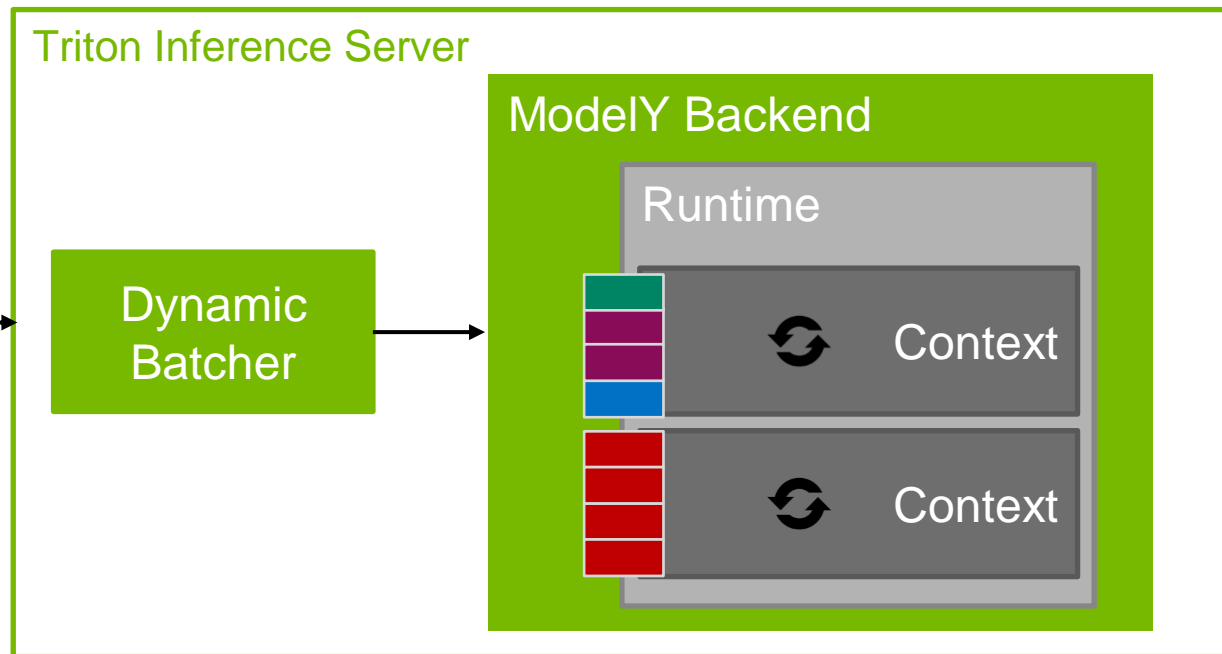 Triton Inference Server
ModelY Backend
Runtime
Dynamic
Batcher
Context
Context